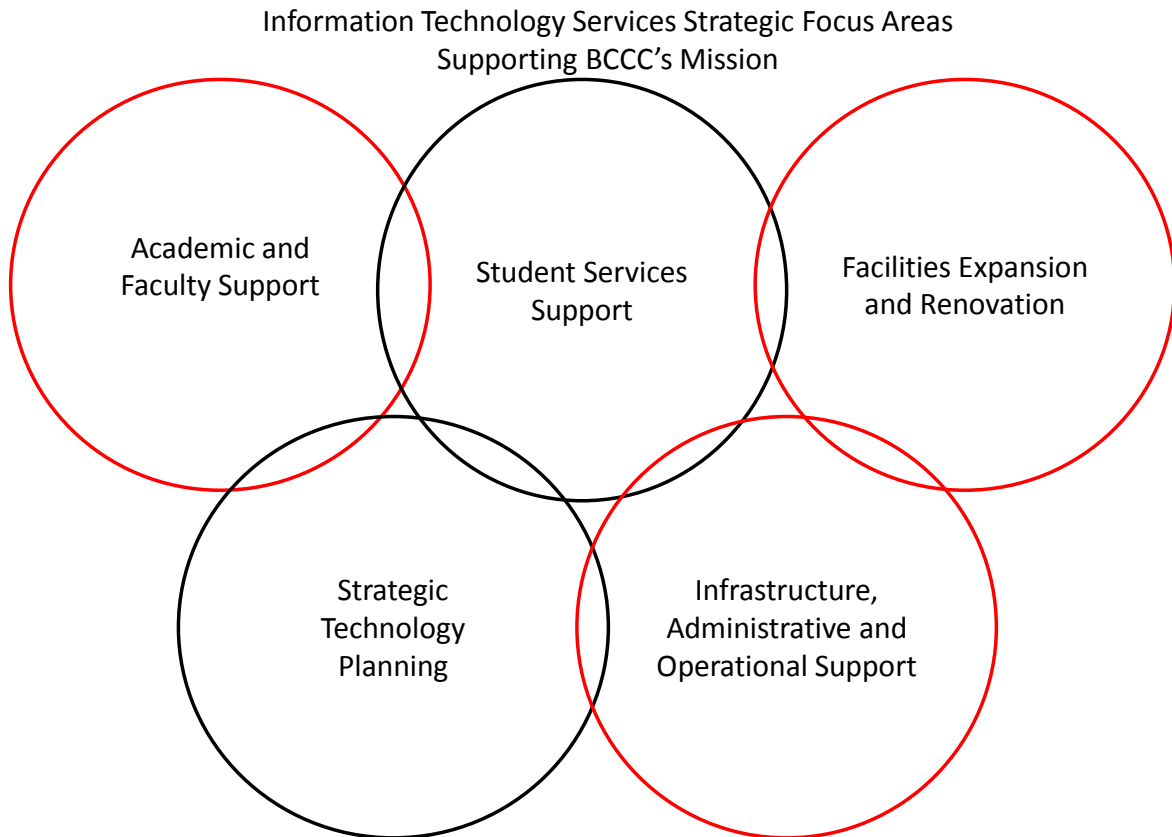 Information Technology Services Strategic Focus Areas
Supporting BCCC’s Mission
Academic and
Faculty Support
Student Services
Support
Facilities Expansion
and Renovation
Strategic
Technology
Planning
Infrastructure,
Administrative and
Operational Support